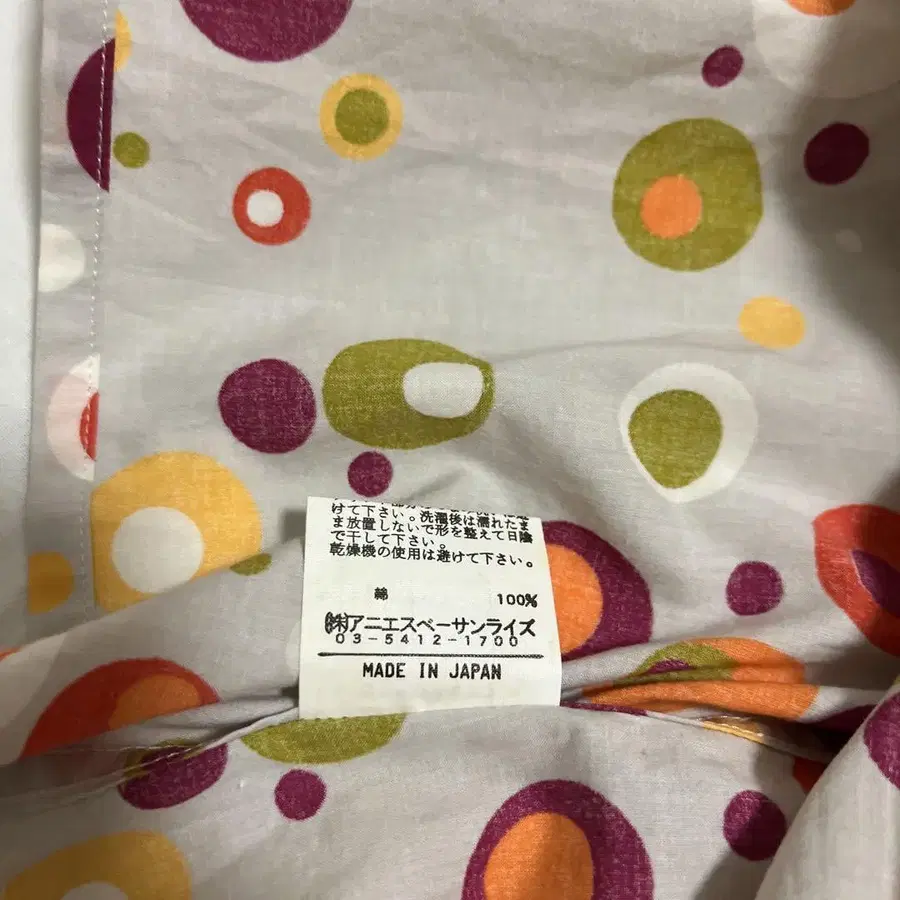 けて下さい。洗濯後は濡れたま
ま放置しないで形を整えて日陰
で干して下さい。
乾燥機の使用は避けて下さい。
綿 100%
㈱アニエスベーサンライズ
03-5412-1700
MADE IN JAPAN